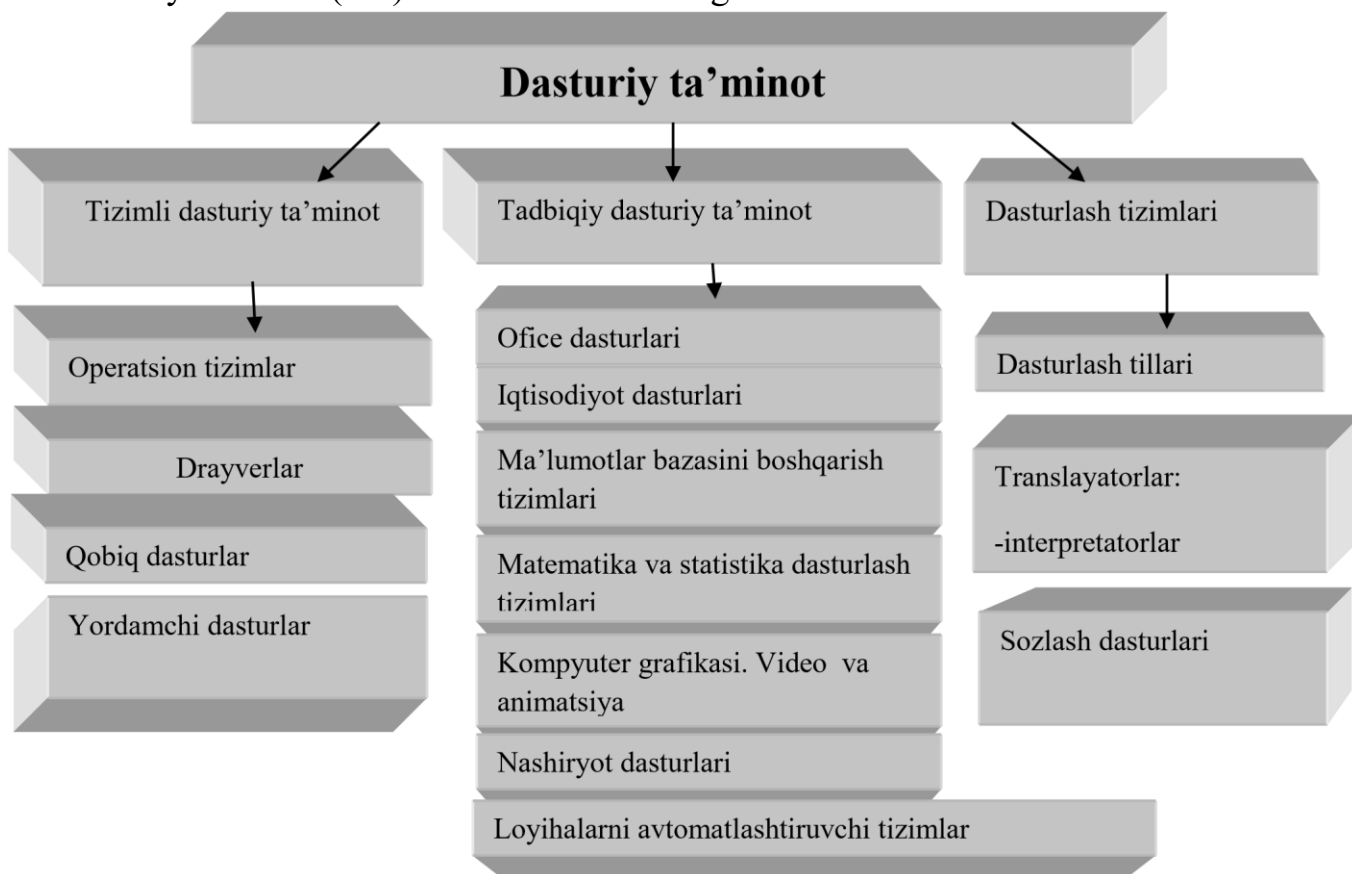 Dasturiy ta’minot
Tizimli dasturiy ta’minot
Operatsion tizimlar
Drayverlar
Qobiq dasturlar
Yordamchi dasturlar
Tadbiqiy dasturiy ta’minot
Ofice dasturlari
Iqtisodiyot dasturlari
Ma’lumotlar bazasini boshqarish
tizimlari
Matematika va statistika dasturlash
tizimlari
Kompyuter grafikasi. Video va
animatsiya
Nashiryot dasturlari
Loyihalarni avtomatlashtiruvchi tizimlar
Dasturlash tizimlari
Dasturlash tillari
Translayatorlar:
-interpretatorlar
Sozlash dasturlari